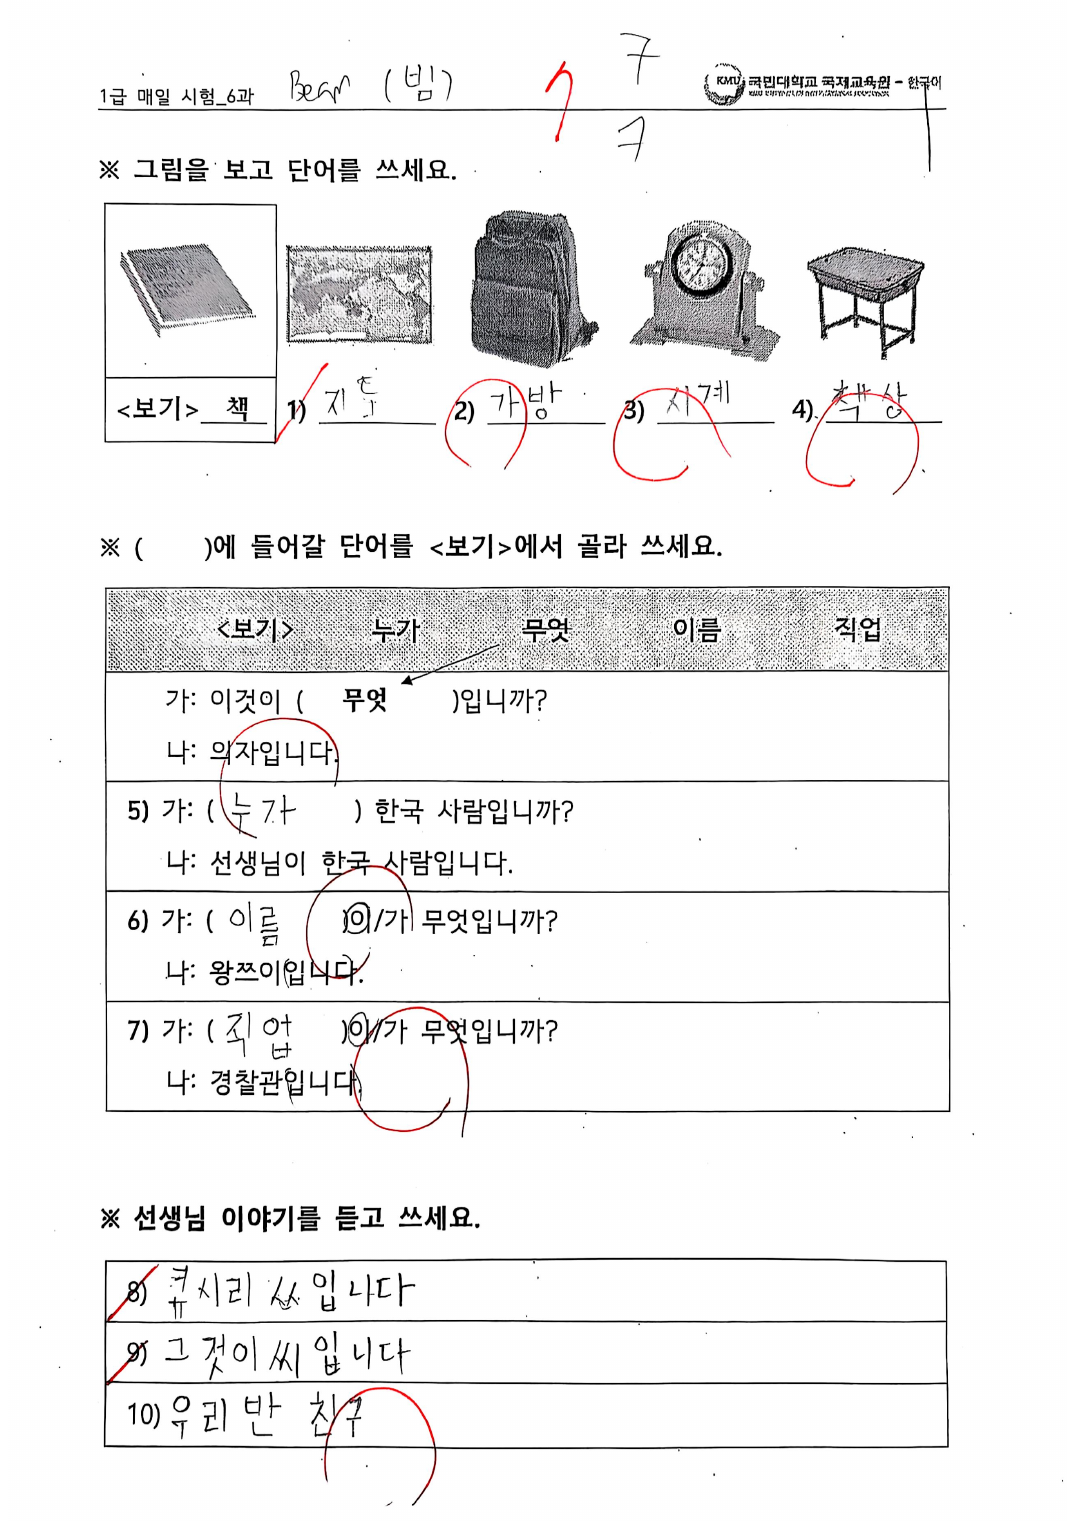 1급 매일 시험_6과 Bean (빔) 7 KMU 국민대학교 국제교육원 - 한국어
※ 그림을 보고 단어를 쓰세요.
<보기> 책 1) 지 2) 가방 3) 시계 4) 책상
※ ( )에 들어갈 단어를 <보기>에서 골라 쓰세요.
<보기> 누가 무엇 이름 직업
가: 이것이 ( 무엇 )입니까?
나: 의자입니다.
5) 가: ( 누가 ) 한국 사람입니까?
나: 선생님이 한국 사람입니다.
6) 가: ( 이름 )이/가 무엇입니까?
나: 왕쯔이입니다.
7) 가: ( 직업 )이/가 무엇입니까?
나: 경찰관입니다.
※ 선생님 이야기를 듣고 쓰세요.
8) 시리 입니다
9) 그것이 씨 입니다
10) 우리 반 친구